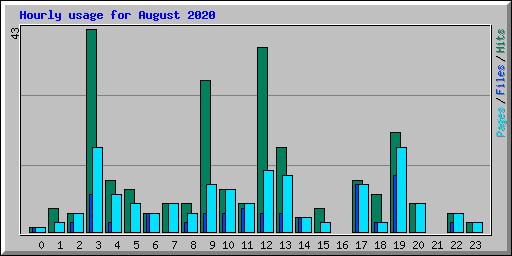 Hourly usage for August 2020
43
Pages/Files/Hits
0 1 2 3 4 5 6 7 8 9 10 11 12 13 14 15 16 17 18 19 20 21 22 23